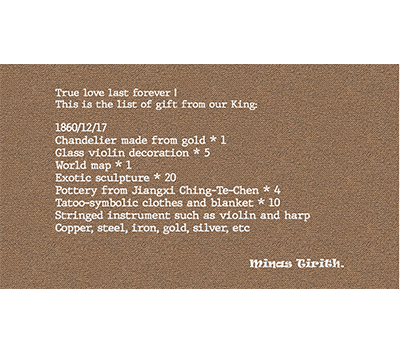 True love last forever !
This is the list of gift from our King:
1860/12/17
Chandelier made from gold * 1
Glass violin decoration * 5
World map * 1
Exotic sculpture * 20
Pottery from Jiangxi Ching-Te-Chen * 4
Tatoo-symbolic clothes and blanket * 10
Stringed instrument such as violin and harp
Copper, steel, iron, gold, silver, etc
Minas Tirith.